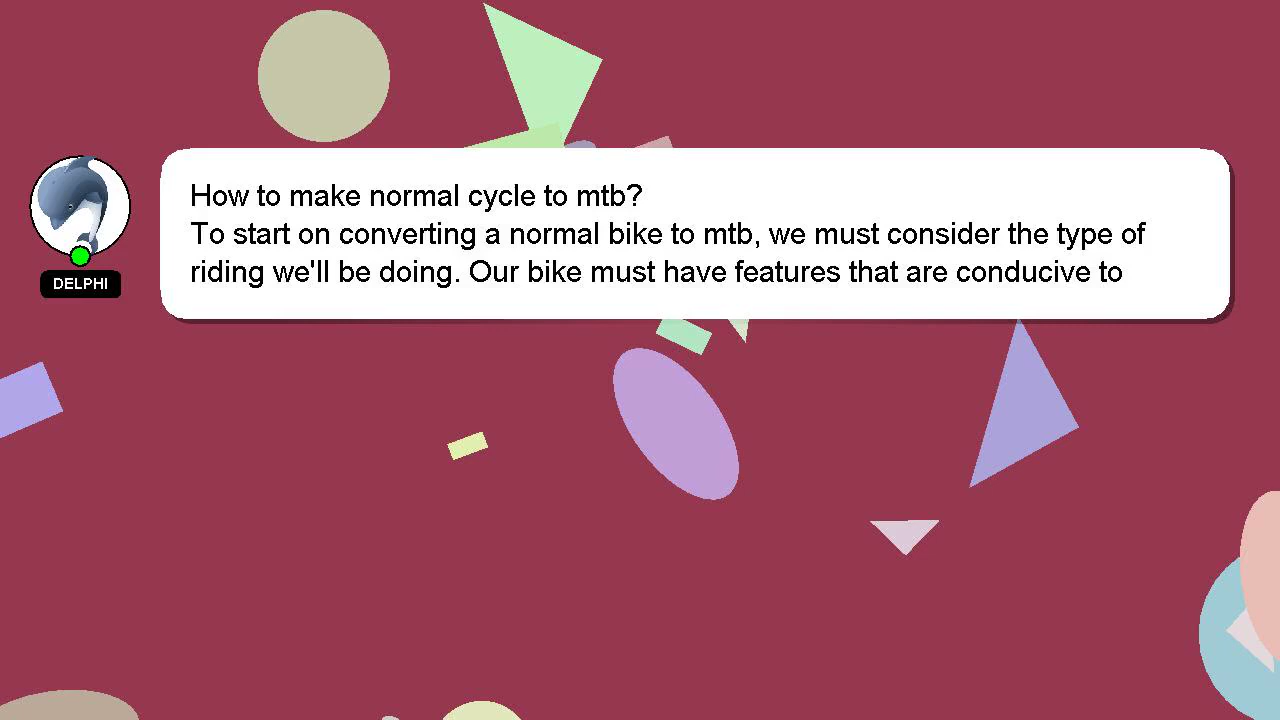 How to make normal cycle to mtb?
To start on converting a normal bike to mtb, we must consider the type of
riding we'll be doing. Our bike must have features that are conducive to
DELPHI